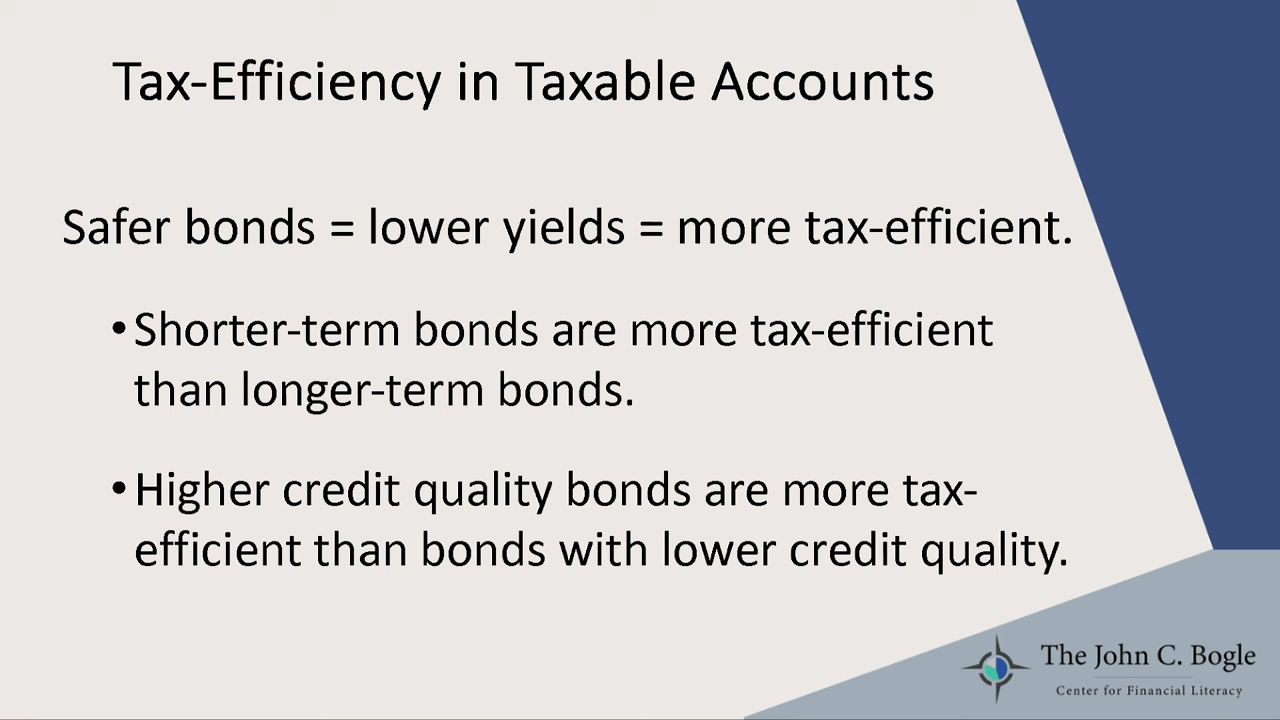 Tax-Efficiency in Taxable Accounts
Safer bonds = lower yields = more tax-efficient.
•Shorter-term bonds are more tax-efficient
than longer-term bonds.
•Higher credit quality bonds are more tax-
efficient than bonds with lower credit quality.
The John C. Bogle
Center for Financial Literacy